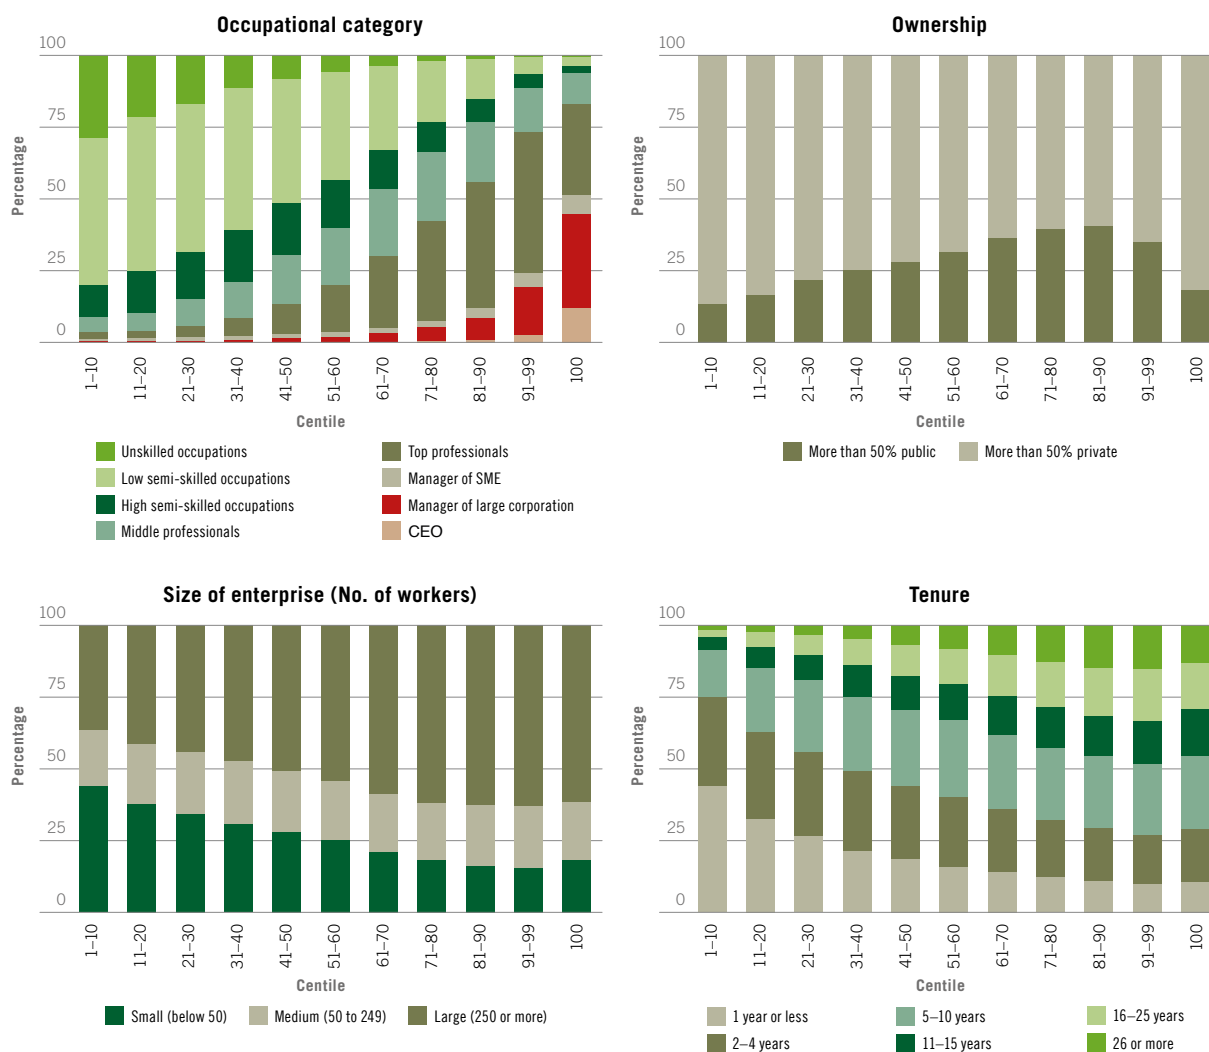 Occupational category
100
75
50
25
0
Percentage
1–10
11–20
21–30
31–40
41–50
51–60
61–70
71–80
81–90
91–99
100
Centile
Unskilled occupations
Low semi-skilled occupations
High semi-skilled occupations
Middle professionals
Top professionals
Manager of SME
Manager of large corporation
CEO
Ownership
100
75
50
25
0
Percentage
1–10
11–20
21–30
31–40
41–50
51–60
61–70
71–80
81–90
91–99
100
Centile
More than 50% public
More than 50% private
Size of enterprise (No. of workers)
100
75
50
25
0
Percentage
1–10
11–20
21–30
31–40
41–50
51–60
61–70
71–80
81–90
91–99
100
Centile
Small (below 50)
Medium (50 to 249)
Large (250 or more)
Tenure
100
75
50
25
0
Percentage
1–10
11–20
21–30
31–40
41–50
51–60
61–70
71–80
81–90
91–99
100
Centile
1 year or less
2–4 years
5–10 years
11–15 years
16–25 years
26 or more